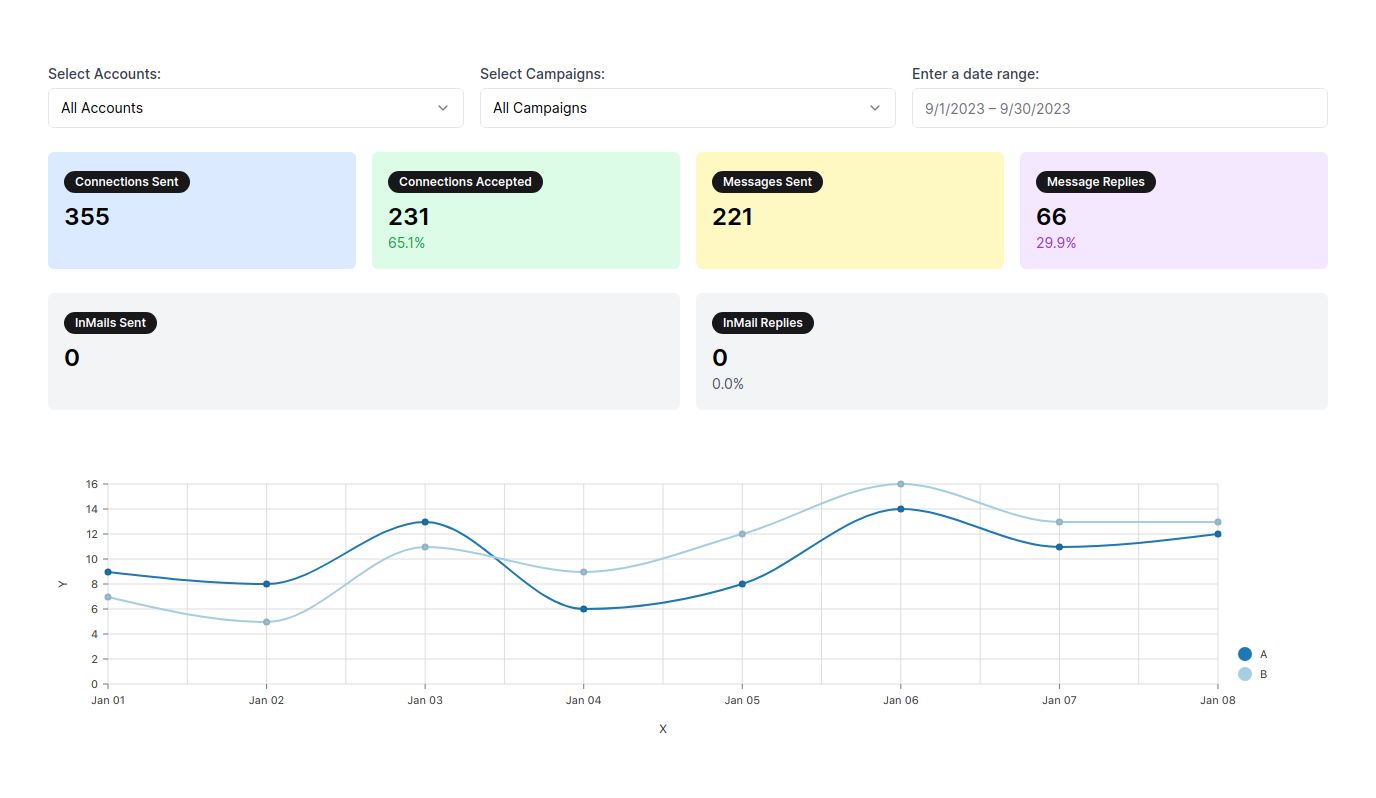 Select Accounts:
Select Campaigns:
Enter a date range:
All Accounts
All Campaigns
9/1/2023 – 9/30/2023
Connections Sent
355
Connections Accepted
231
65.1%
Messages Sent
221
Message Replies
66
29.9%
InMails Sent
0
InMail Replies
0
0.0%
16
14
12
10
8
6
4
2
0
Y
Jan 01
Jan 02
Jan 03
Jan 04
Jan 05
Jan 06
Jan 07
Jan 08
X
A
B